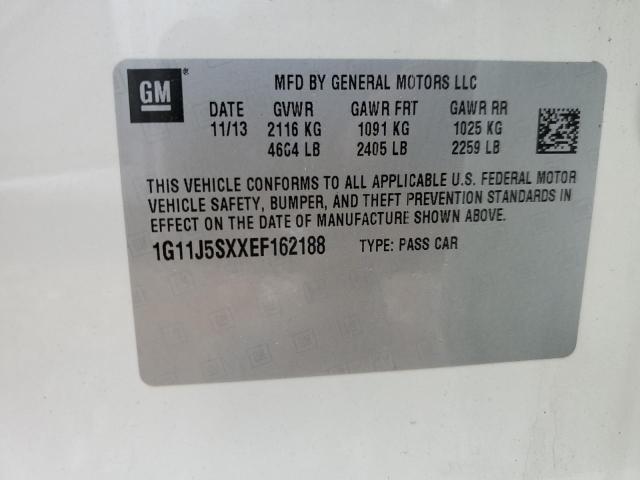 GM
MFD BY GENERAL MOTORS LLC
DATE GVWR GAWR FRT GAWR RR
11/13 2116 KG 1091 KG 1025 KG
4664 LB 2405 LB 2259 LB
THIS VEHICLE CONFORMS TO ALL APPLICABLE U.S. FEDERAL MOTOR
VEHICLE SAFETY, BUMPER, AND THEFT PREVENTION STANDARDS IN
EFFECT ON THE DATE OF MANUFACTURE SHOWN ABOVE.
1G11J5SXXEF162188 TYPE: PASS CAR